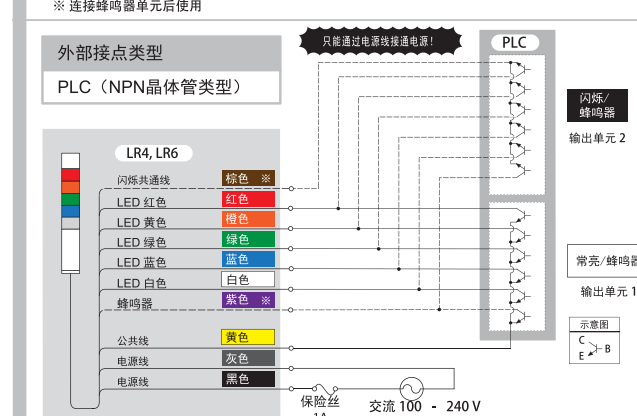 ※ 连接蜂鸣器单元后使用
外部接点类型
PLC（NPN晶体管类型）
只能通过电源线接通电源！
PLC
闪烁/
蜂鸣器
输出单元 2
LR4, LR6
闪烁共通线 棕色 ※
LED 红色 红色
LED 黄色 橙色
LED 绿色 绿色
LED 蓝色 蓝色
LED 白色 白色
蜂鸣器 紫色 ※
常亮/蜂鸣器
输出单元 1
示意图
C
B
E
公共线 黄色
电源线 灰色
电源线 黑色
保险丝
1A
交流 100 - 240 V